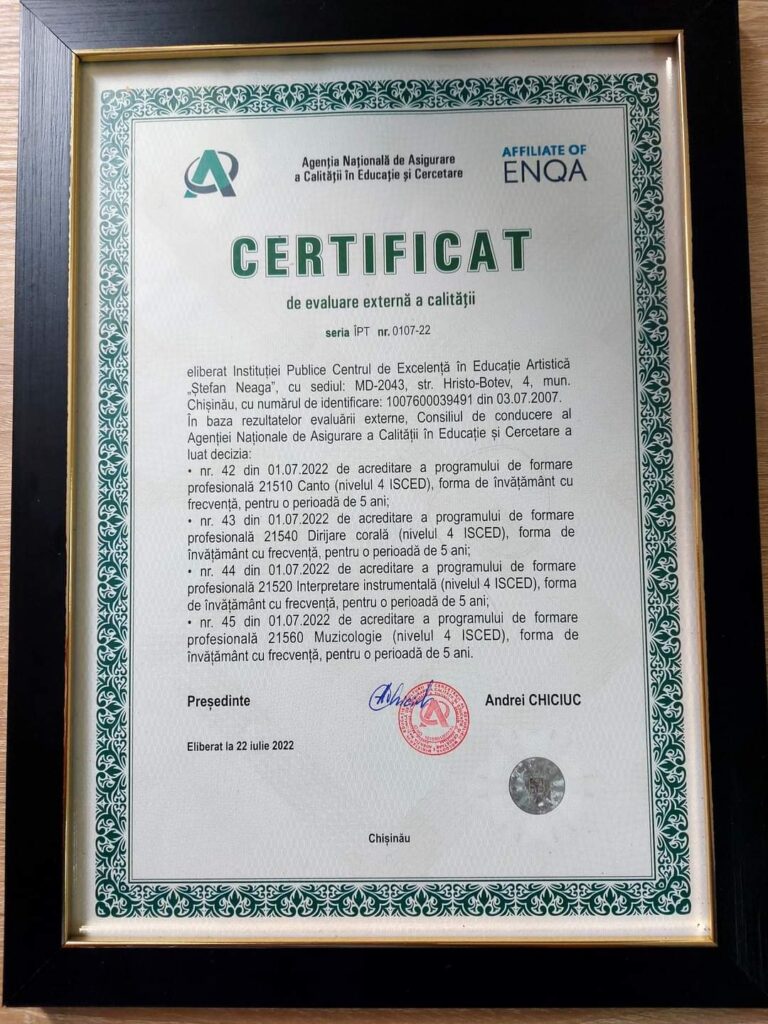 Agenția Națională de Asigurare
a Calității în Educație și Cercetare
AFFILIATE OF
ENQA
CERTIFICAT
de evaluare externă a calității
seria ÎPT nr. 0107-22
eliberat Instituției Publice Centrul de Excelență în Educație Artistică
„Ștefan Neaga”, cu sediul: MD-2043, str. Hristo-Botev, 4, mun.
Chișinău, cu numărul de identificare: 1007600039491 din 03.07.2007.
În baza rezultatelor evaluării externe, Consiliul de conducere al
Agenției Naționale de Asigurare a Calității în Educație și Cercetare a
luat decizia:
• nr. 42 din 01.07.2022 de acreditare a programului de formare
profesională 21510 Canto (nivelul 4 ISCED), forma de învățământ cu
frecvență, pentru o perioadă de 5 ani;
• nr. 43 din 01.07.2022 de acreditare a programului de formare
profesională 21540 Dirijare corală (nivelul 4 ISCED), forma de
învățământ cu frecvență, pentru o perioadă de 5 ani;
• nr. 44 din 01.07.2022 de acreditare a programului de formare
profesională 21520 Interpretare instrumentală (nivelul 4 ISCED), forma
de învățământ cu frecvență, pentru o perioadă de 5 ani;
• nr. 45 din 01.07.2022 de acreditare a programului de formare
profesională 21560 Muzicologie (nivelul 4 ISCED), forma de
învățământ cu frecvență, pentru o perioadă de 5 ani.
Președinte
Andrei CHICIUC
Eliberat la 22 iulie 2022
Chișinău